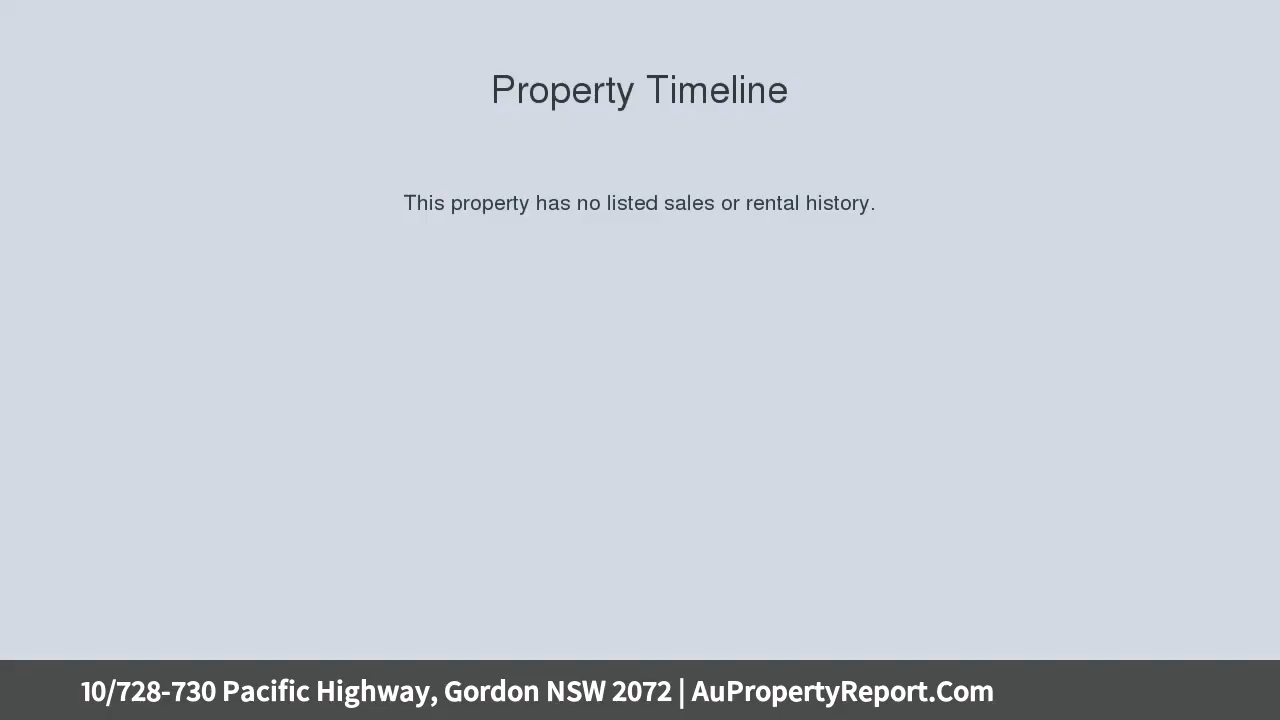 Property Timeline
This property has no listed sales or rental history.
10/728-730 Pacific Highway, Gordon NSW 2072 | AuPropertyReport.Com